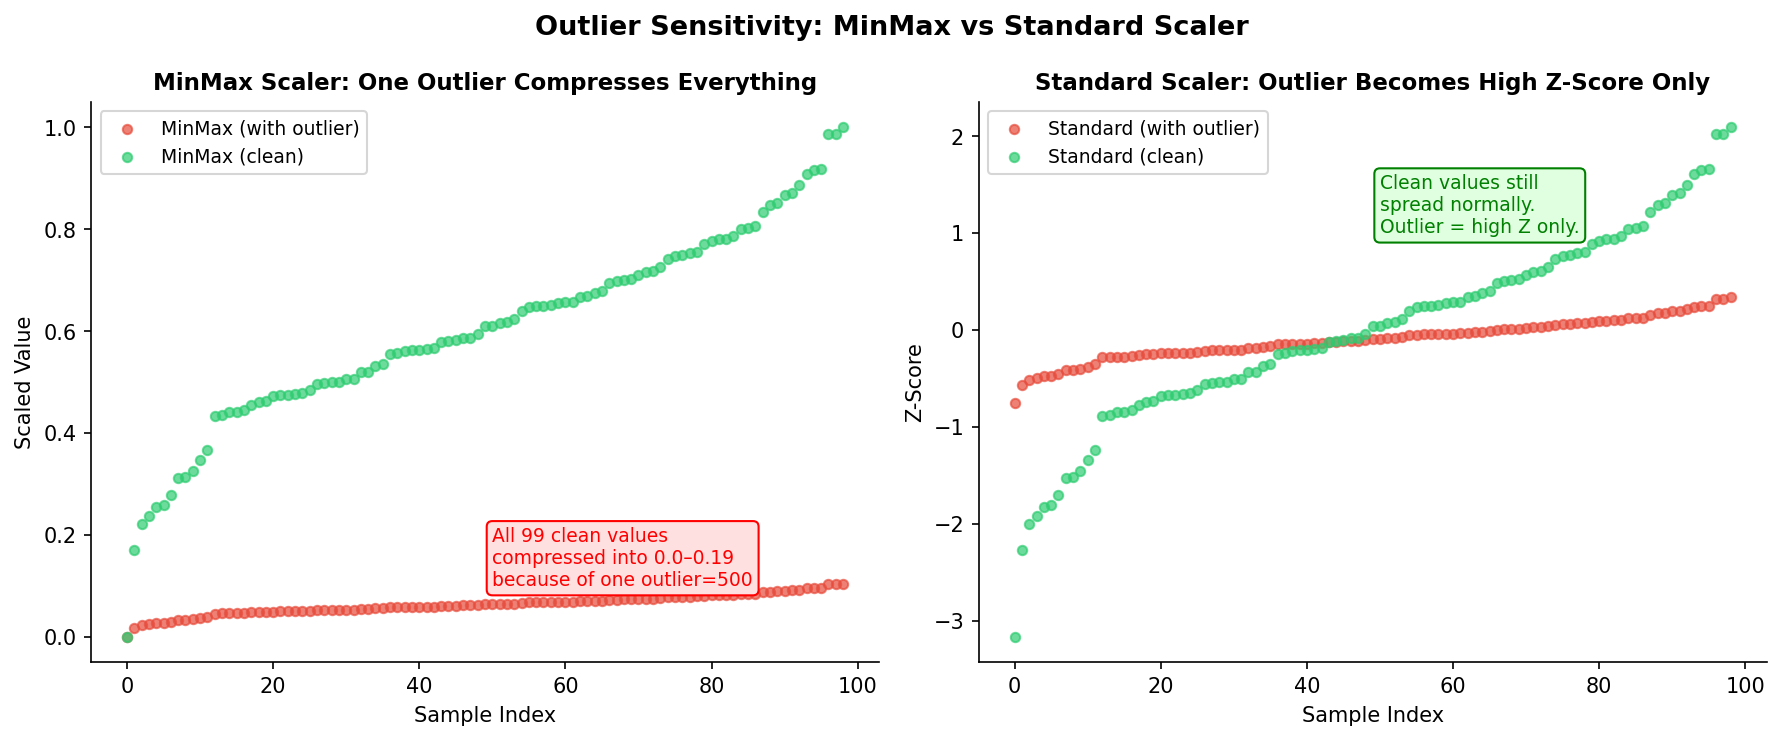 Outlier Sensitivity: MinMax vs Standard Scaler
MinMax Scaler: One Outlier Compresses Everything
MinMax (with outlier)
MinMax (clean)
1.0
0.8
0.6
0.4
0.2
0.0
Scaled Value
All 99 clean values
compressed into 0.0–0.19
because of one outlier=500
0 20 40 60 80 100
Sample Index
Standard Scaler: Outlier Becomes High Z-Score Only
Standard (with outlier)
Standard (clean)
2
1
0
−1
−2
−3
Z-Score
Clean values still
spread normally.
Outlier = high Z only.
0 20 40 60 80 100
Sample Index